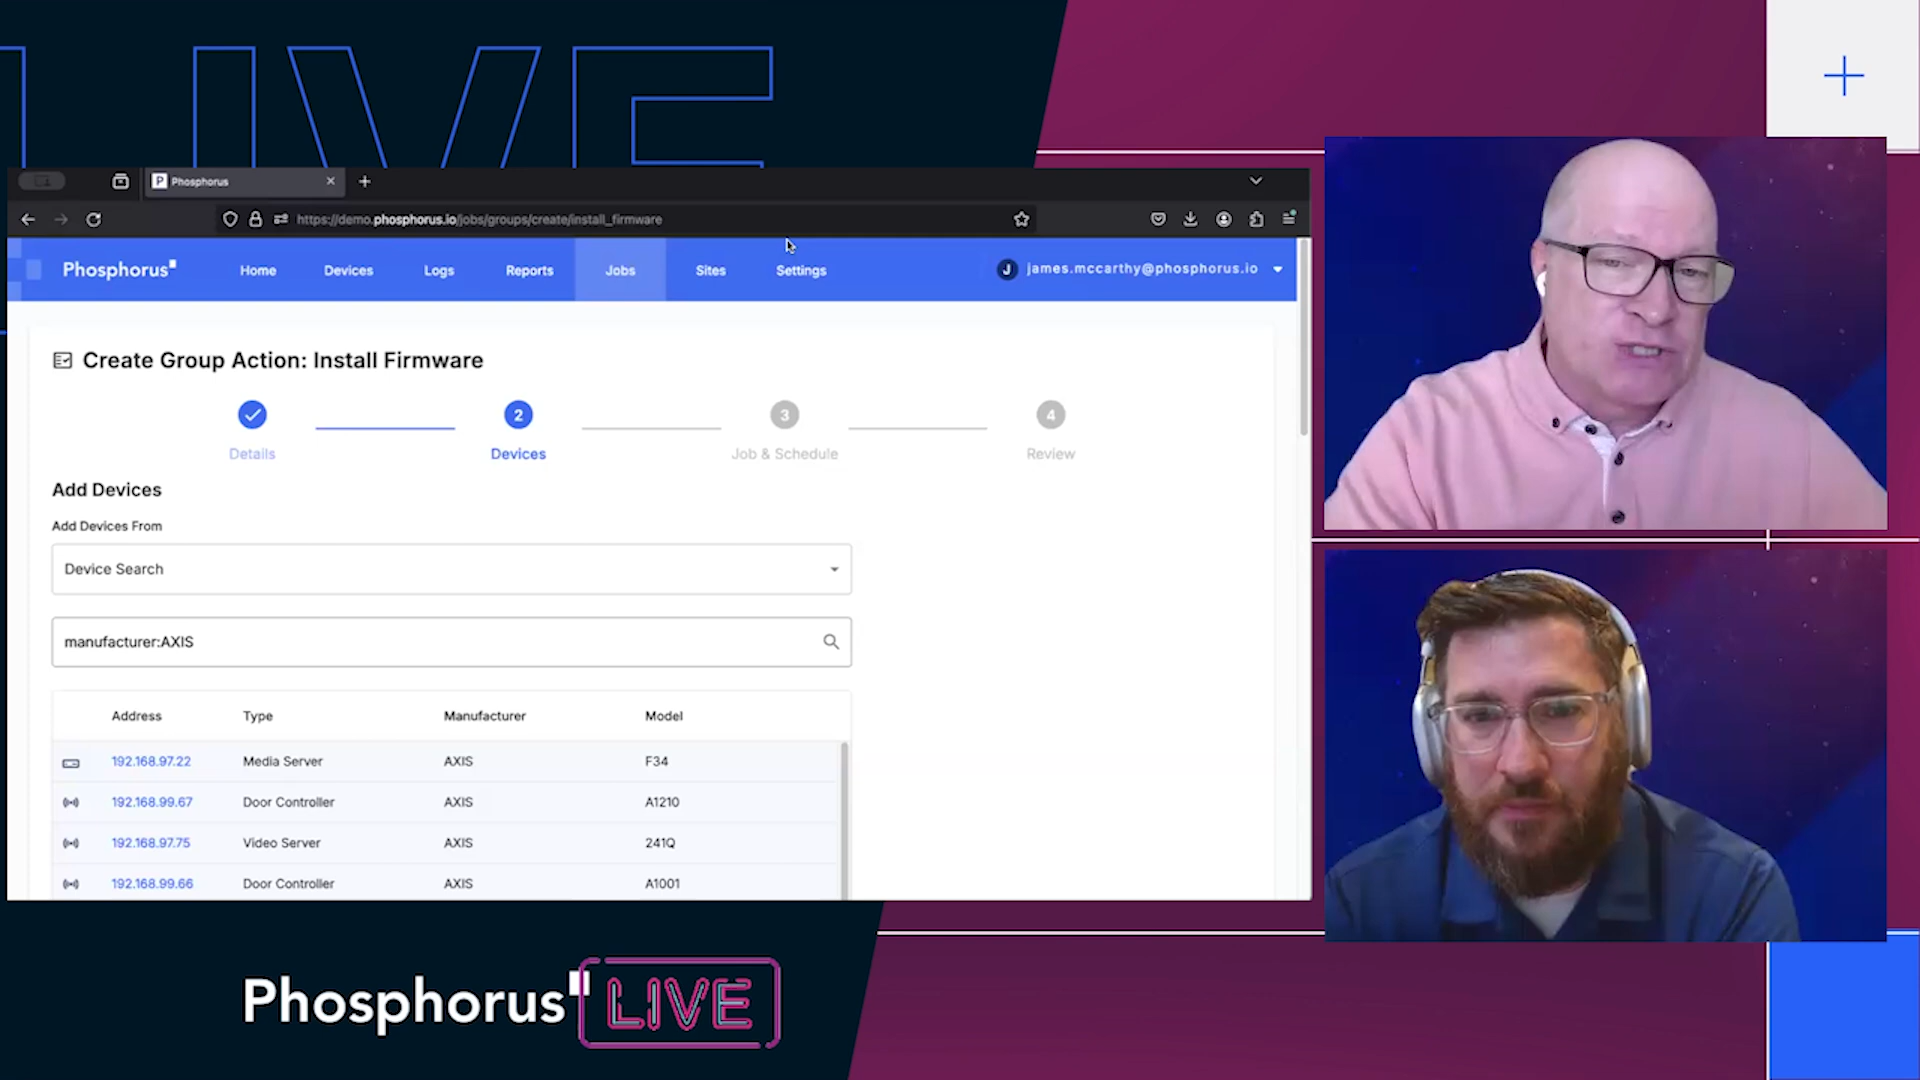 LIVE
Phosphorus
https://demo.phosphorus.io/jobs/groups/create/install_firmware
Phosphorus
Home
Devices
Logs
Reports
Jobs
Sites
Settings
J
james.mccarthy@phosphorus.io
Create Group Action: Install Firmware
2
3
4
Details
Devices
Job & Schedule
Review
Add Devices
Add Devices From
Device Search
manufacturer:AXIS
Address Type Manufacturer Model
192.168.97.22 Media Server AXIS F34
192.168.99.67 Door Controller AXIS A1210
192.168.97.75 Video Server AXIS 241Q
192.168.99.66 Door Controller AXIS A1001
Phosphorus LIVE